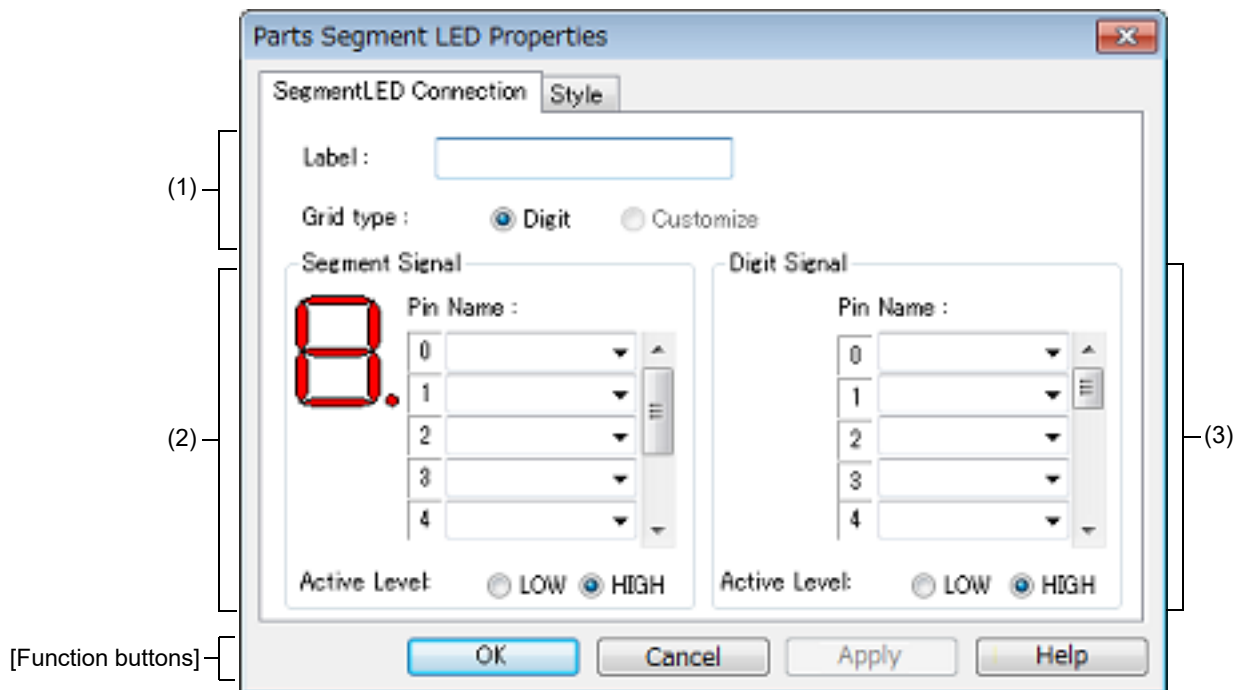 Parts Segment LED Properties
SegmentLED Connection Style
Label :
(1)
Grid type : Digit Customize
Segment Signal Digit Signal
Pin Name : Pin Name :
0 0
1 1
2 2
(2) (3)
3 3
4 4
Active Level: LOW HIGH Active Level: LOW HIGH
[Function buttons] OK Cancel Apply Help